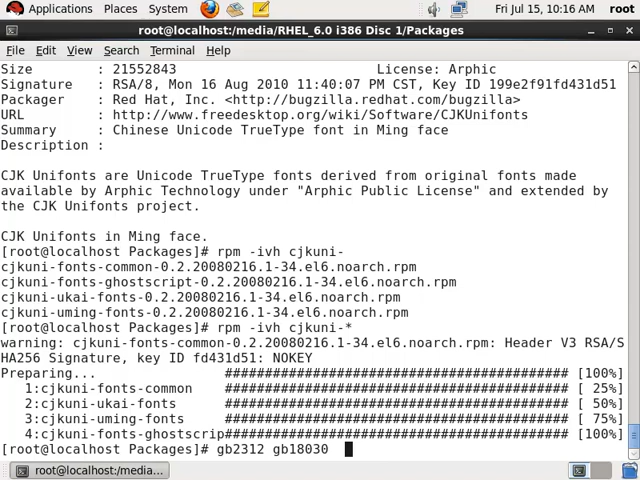 Applications Places System Fri Jul 15, 10:16 AM root
root@localhost:/media/RHEL_6.0 i386 Disc 1/Packages
File Edit View Search Terminal Help
Size : 21552843 License: Arphic
Signature : RSA/8, Mon 16 Aug 2010 11:40:07 PM CST, Key ID 199e2f91fd431d51
Packager : Red Hat, Inc. <http://bugzilla.redhat.com/bugzilla>
URL : http://www.freedesktop.org/wiki/Software/CJKUnifonts
Summary : Chinese Unicode TrueType font in Ming face
Description :
CJK Unifonts are Unicode TrueType fonts derived from original fonts made
available by Arphic Technology under "Arphic Public License" and extended by
the CJK Unifonts project.
CJK Unifonts in Ming face.
[root@localhost Packages]# rpm -ivh cjkuni-
cjkuni-fonts-common-0.2.20080216.1-34.el6.noarch.rpm
cjkuni-fonts-ghostscript-0.2.20080216.1-34.el6.noarch.rpm
cjkuni-ukai-fonts-0.2.20080216.1-34.el6.noarch.rpm
cjkuni-uming-fonts-0.2.20080216.1-34.el6.noarch.rpm
[root@localhost Packages]# rpm -ivh cjkuni-*
warning: cjkuni-fonts-common-0.2.20080216.1-34.el6.noarch.rpm: Header V3 RSA/S
HA256 Signature, key ID fd431d51: NOKEY
Preparing... ########################################### [100%]
1:cjkuni-fonts-common ########################################### [ 25%]
2:cjkuni-ukai-fonts ########################################### [ 50%]
3:cjkuni-uming-fonts ########################################### [ 75%]
4:cjkuni-fonts-ghostscrip########################################### [100%]
[root@localhost Packages]# gb2312 gb18030
root@localhost:/media...